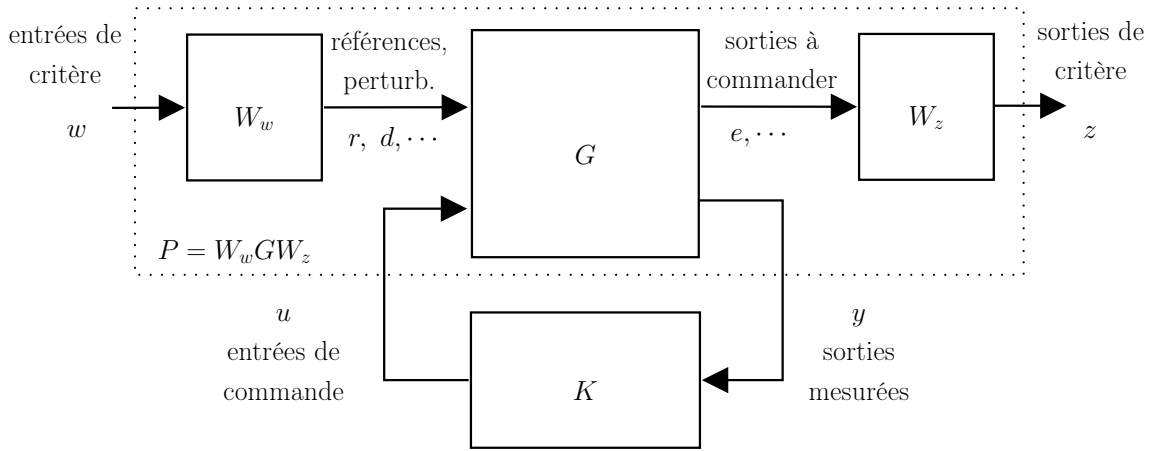 entrées de
critère
w
W_w
références,
perturb.
r, d, ⋯
G
sorties à
commander
e, ⋯
W_z
sorties de
critère
z
P = W_wGW_z
u
entrées de
commande
K
y
sorties
mesurées